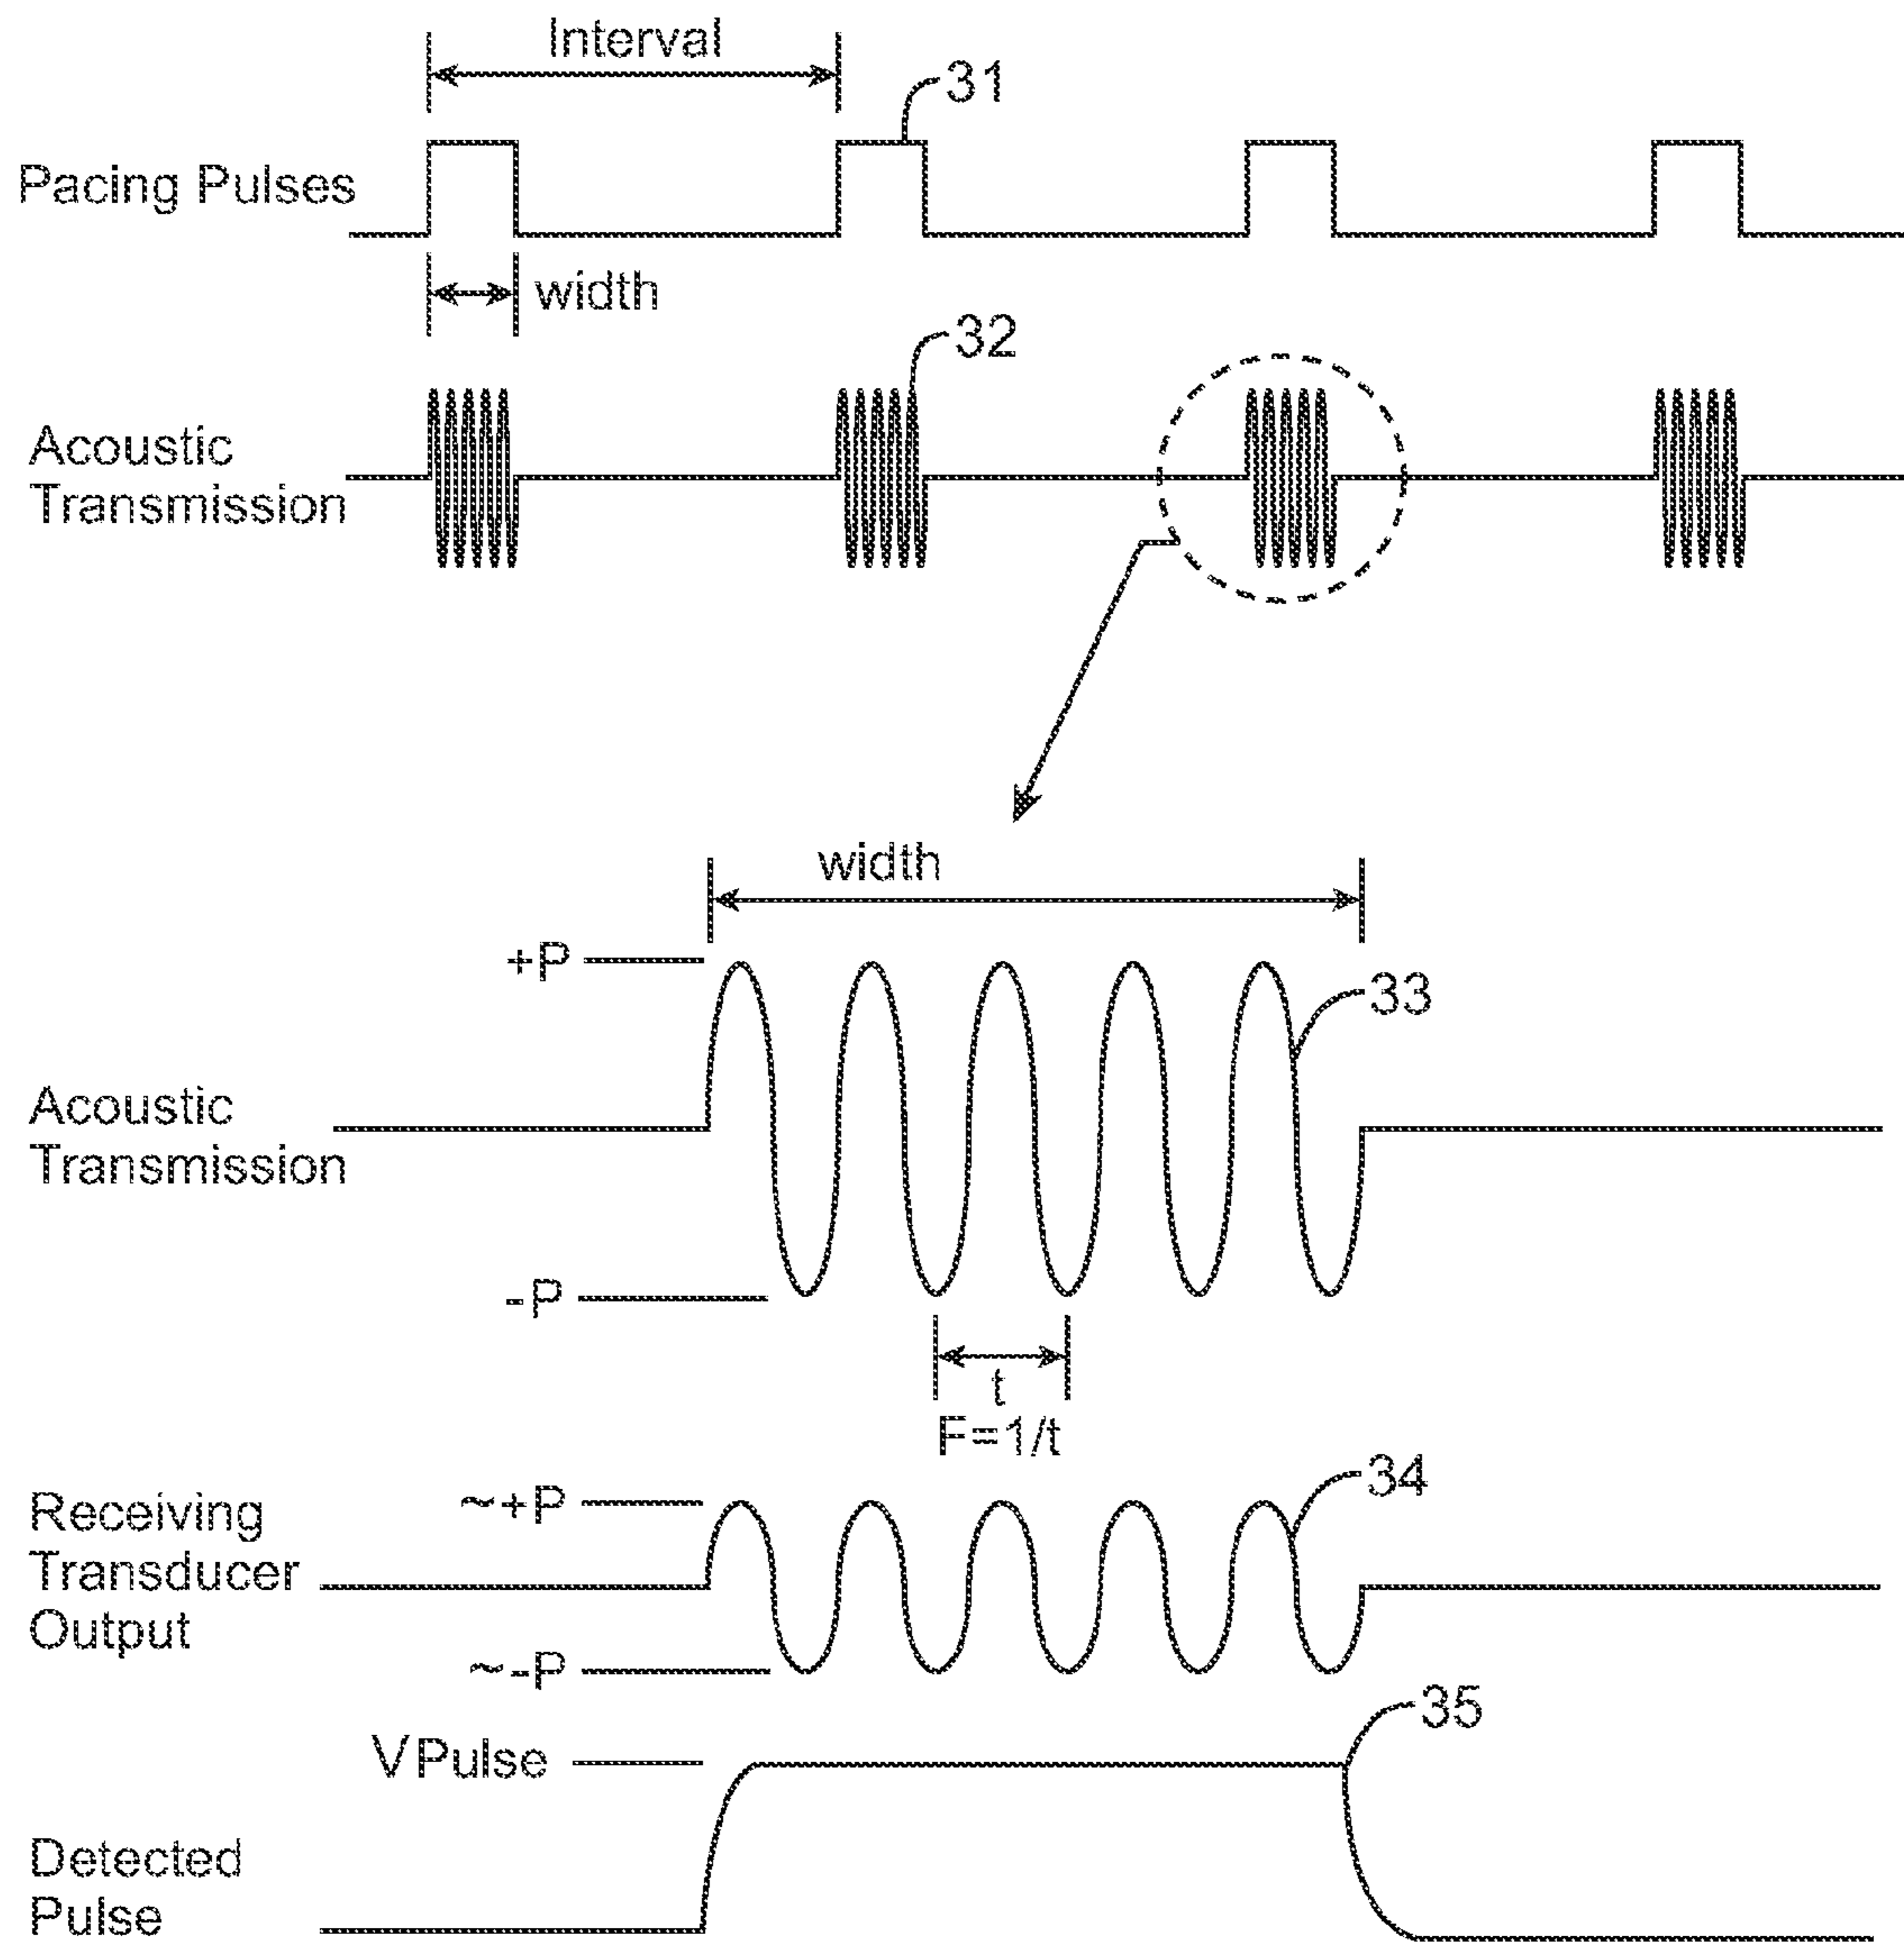 Interval
31
Pacing Pulses
width
32
Acoustic
Transmission
width
+P
33
Acoustic
Transmission
-P
t
F=1/t
34
~+P
Receiving
Transducer
Output
~-P
35
VPulse
Detected
Pulse